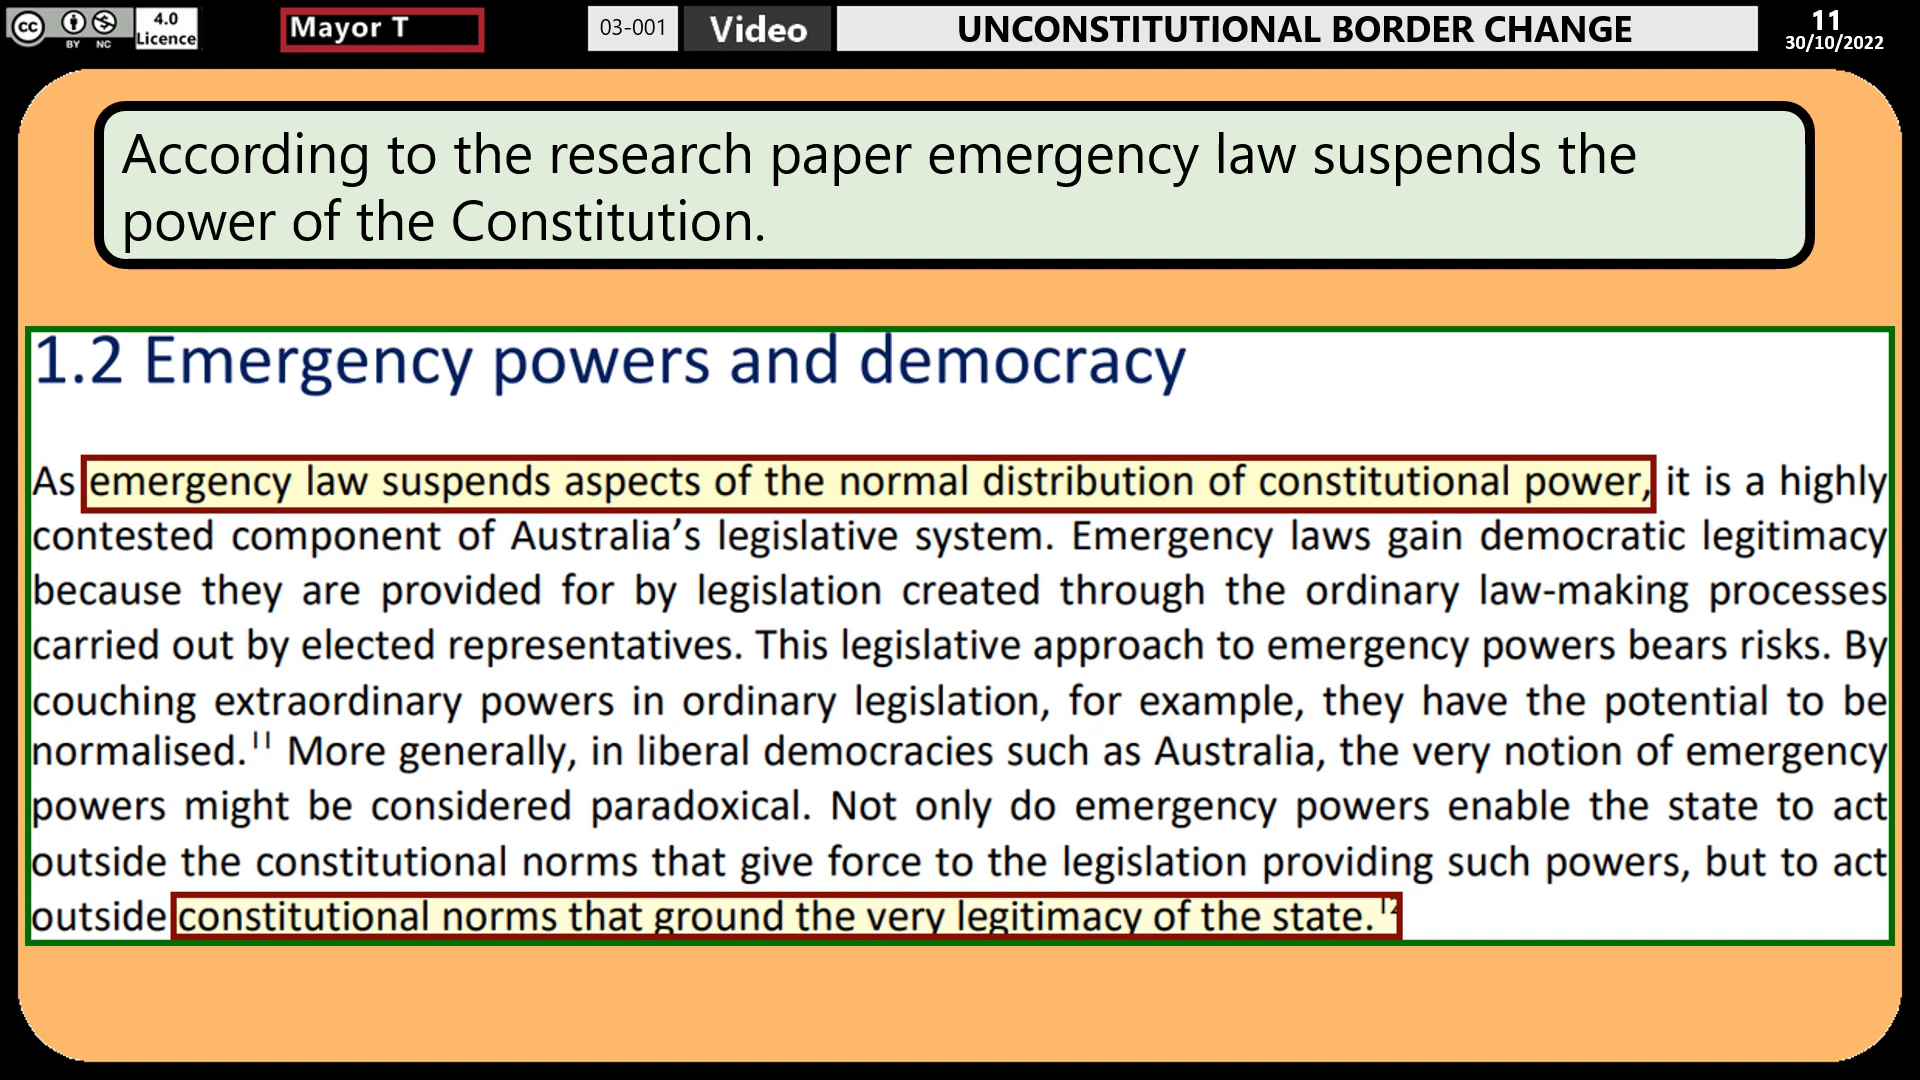 cc BY NC 4.0 Licence
Mayor T
03-001
Video
UNCONSTITUTIONAL BORDER CHANGE
11
30/10/2022
According to the research paper emergency law suspends the
power of the Constitution.
1.2 Emergency powers and democracy
As emergency law suspends aspects of the normal distribution of constitutional power, it is a highly
contested component of Australia’s legislative system. Emergency laws gain democratic legitimacy
because they are provided for by legislation created through the ordinary law-making processes
carried out by elected representatives. This legislative approach to emergency powers bears risks. By
couching extraordinary powers in ordinary legislation, for example, they have the potential to be
normalised.11 More generally, in liberal democracies such as Australia, the very notion of emergency
powers might be considered paradoxical. Not only do emergency powers enable the state to act
outside the constitutional norms that give force to the legislation providing such powers, but to act
outside constitutional norms that ground the very legitimacy of the state.12